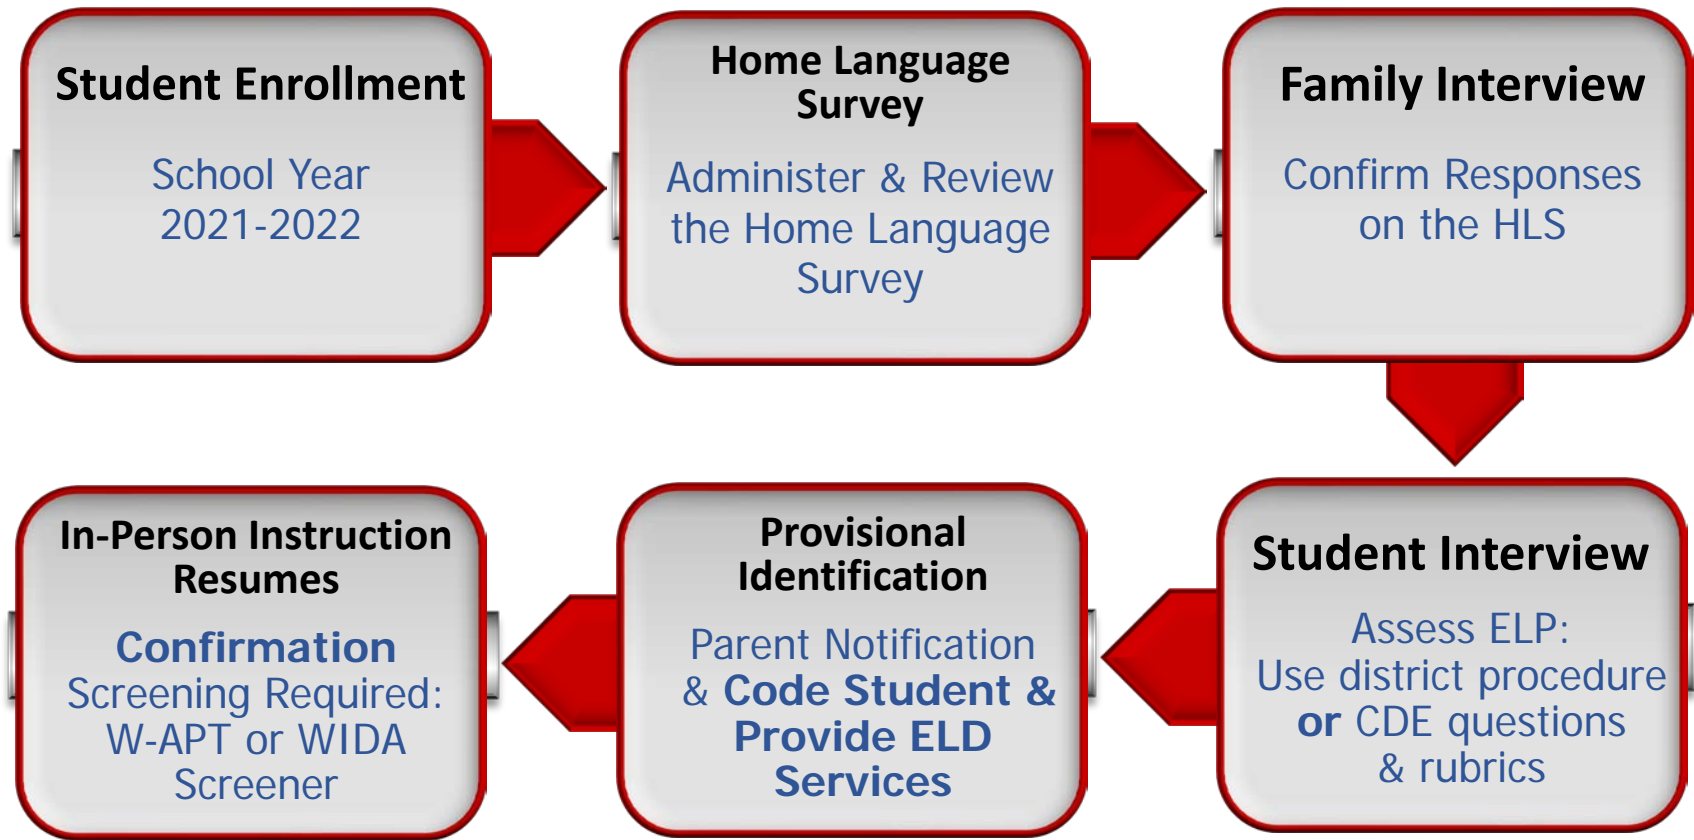 Student Enrollment
School Year
2021-2022
Home Language
Survey
Administer & Review
the Home Language
Survey
Family Interview
Confirm Responses
on the HLS
Student Interview
Assess ELP:
Use district procedure
or CDE questions
& rubrics
Provisional
Identification
Parent Notification
& Code Student &
Provide ELD
Services
In-Person Instruction
Resumes
Confirmation
Screening Required:
W-APT or WIDA
Screener